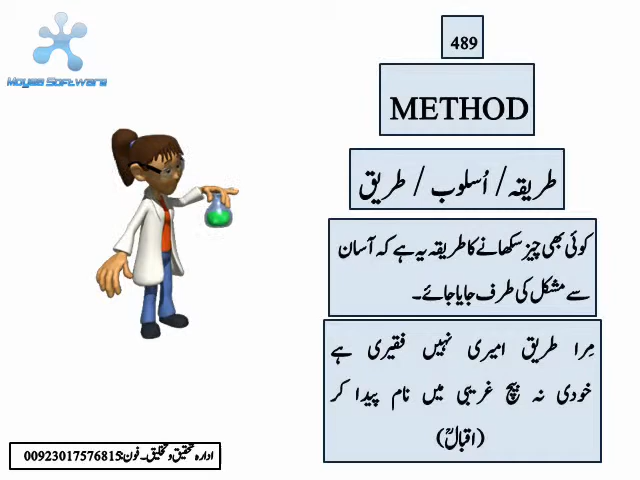 489
Moyea Software
METHOD
طریقہ/ اُسلوب / طریق
کوئی بھی چیز سکھانے کا طریقہ یہ ہے کہ آسان
سے مشکل کی طرف جایا جائے۔
مِرا طریق امیری نہیں فقیری ہے
خودی نہ بیچ غریبی میں نام پیدا کر
(اقبالؒ)
ادارہ تحقیق و تخلیق۔ فون:00923017576815